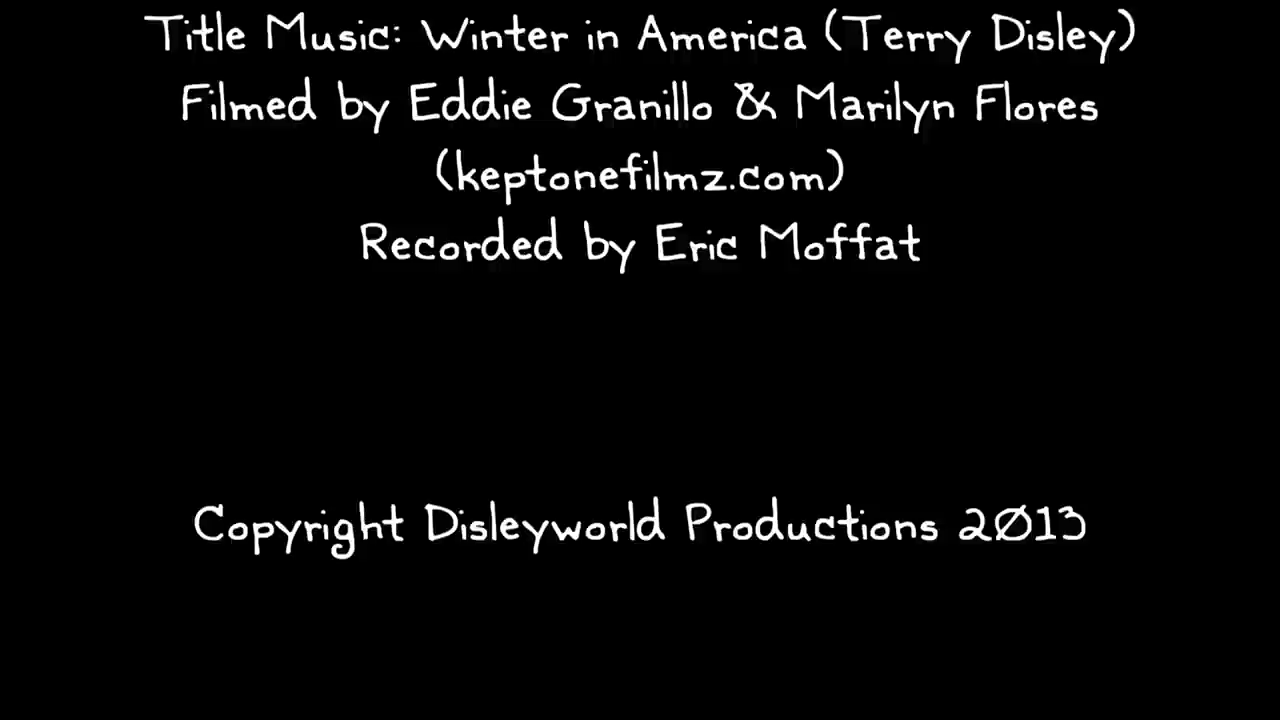 Title Music: Winter in America (Terry Disley)
Filmed by Eddie Granillo & Marilyn Flores
(keptonefilmz.com)
Recorded by Eric Moffat
Copyright Disleyworld Productions 2013